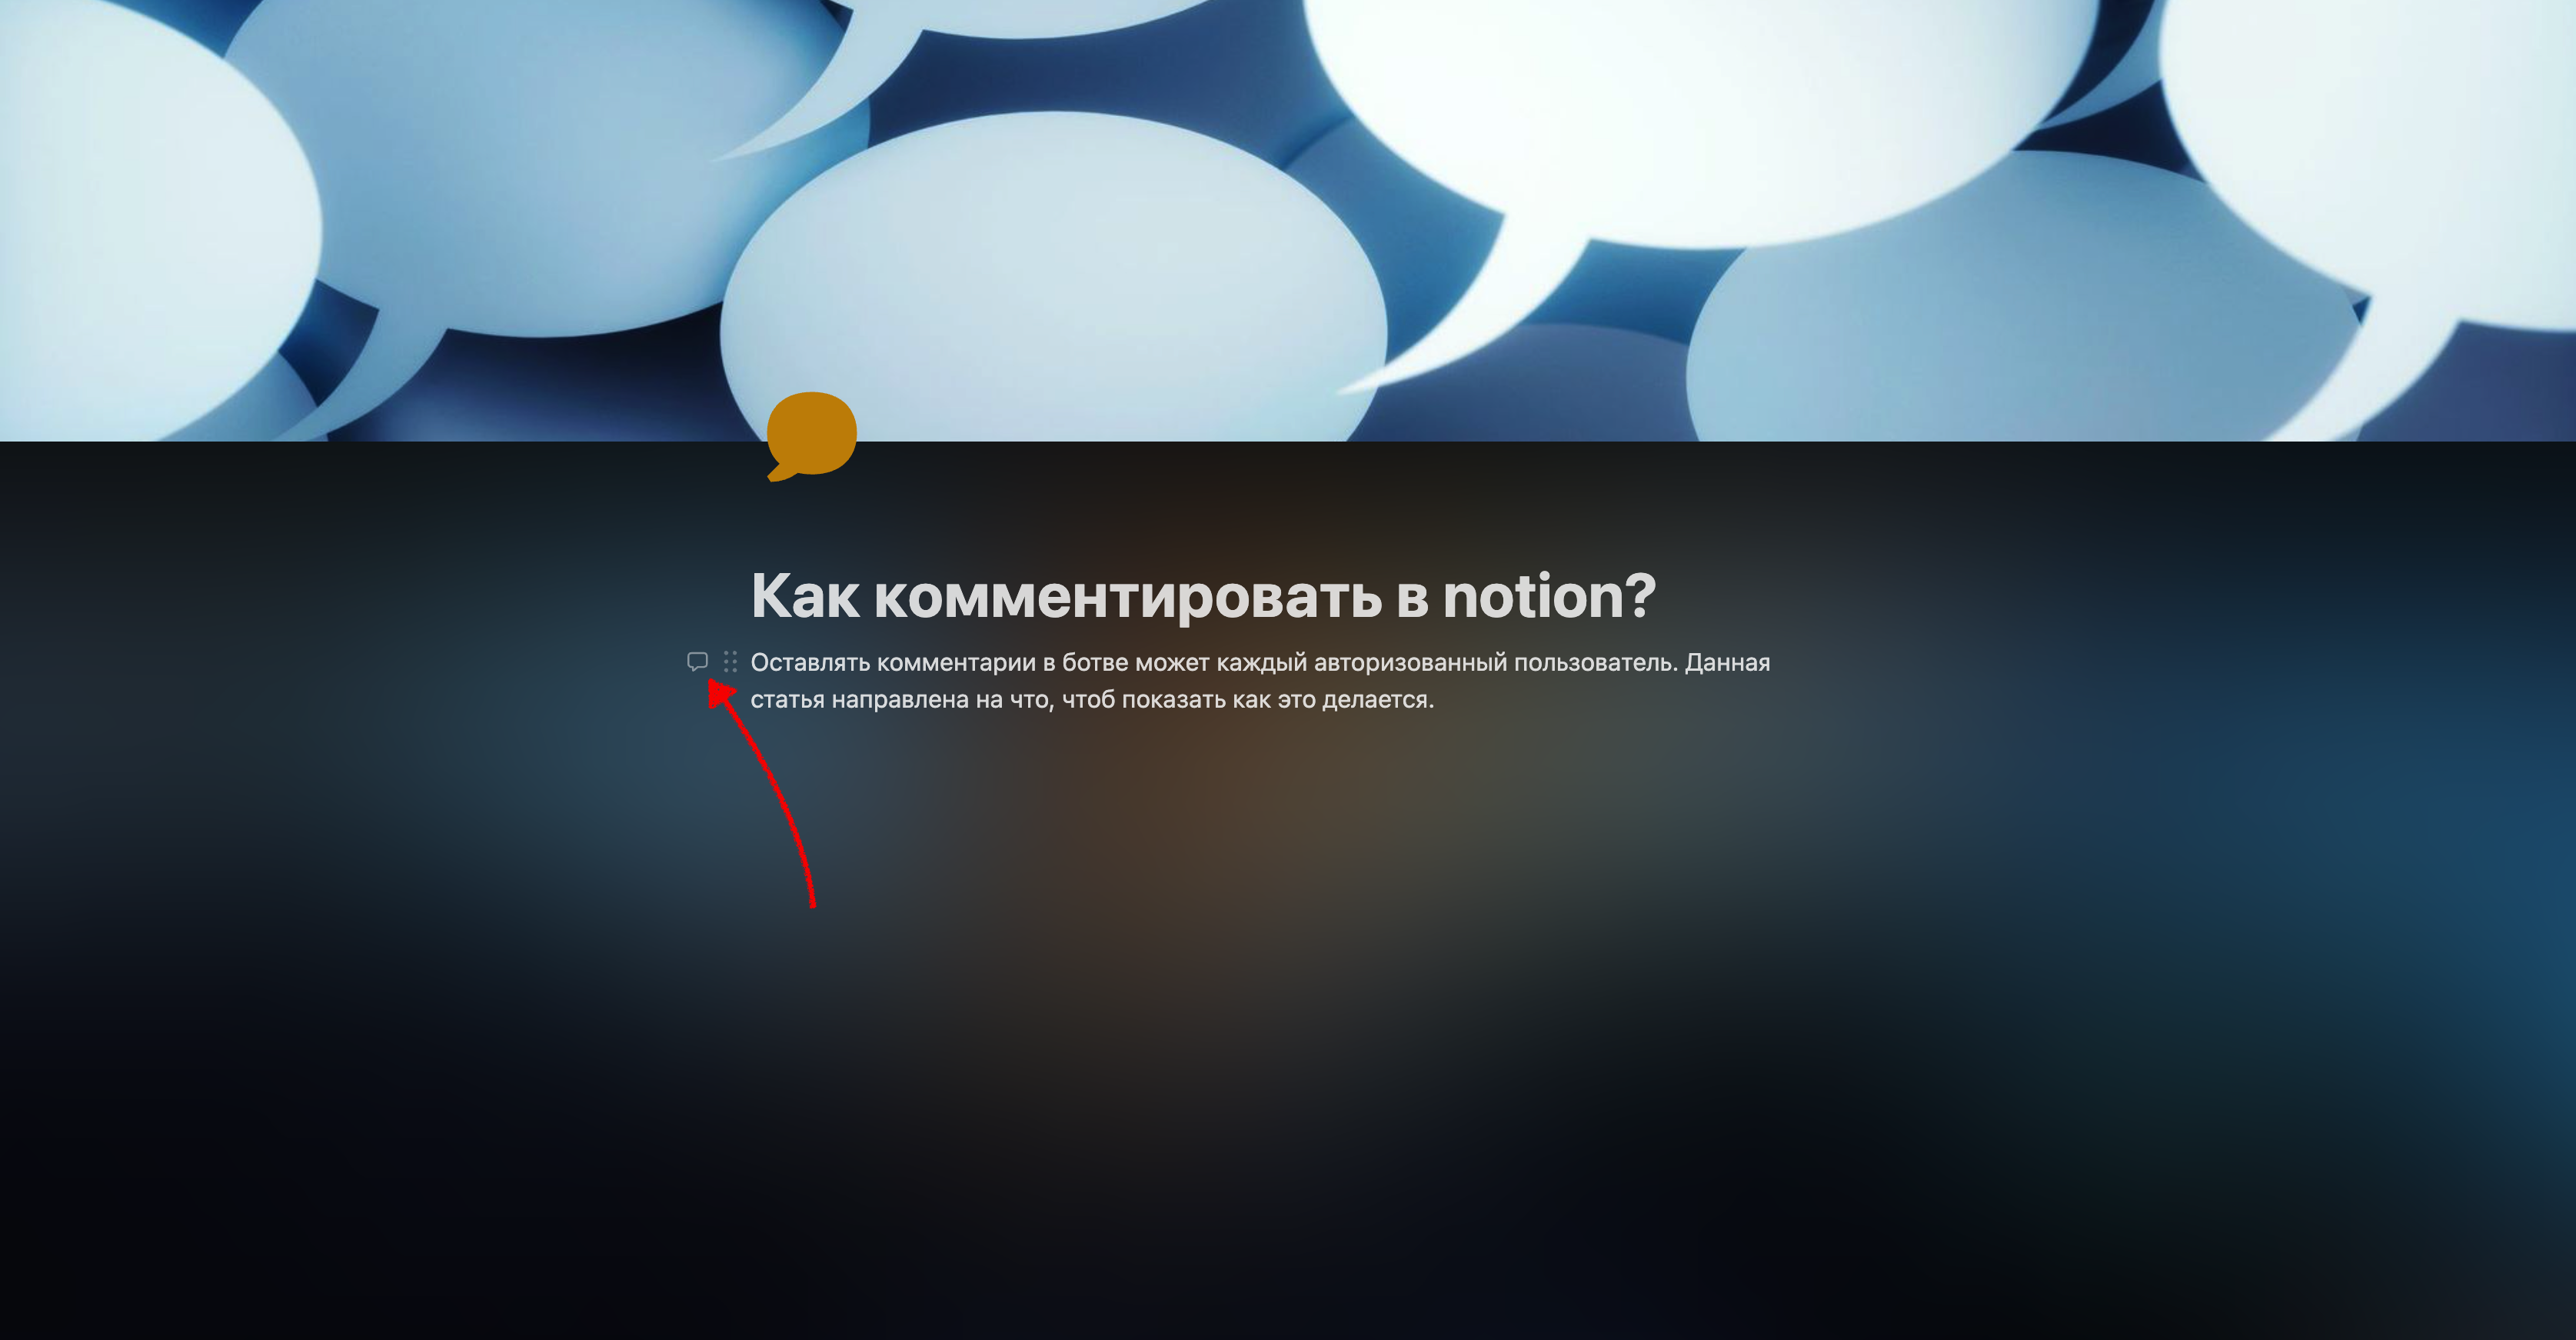 Как комментировать в notion?
Оставлять комментарии в ботве может каждый авторизованный пользователь. Данная
статья направлена на что, чтоб показать как это делается.